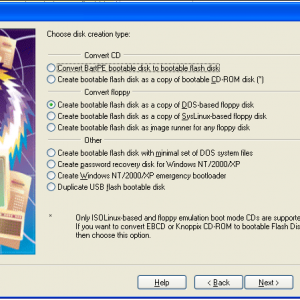 Choose disk creation type:
Convert CD
Convert BartPE bootable disk to bootable flash disk
Create bootable flash disk as a copy of bootable CD-ROM disk (*)
Convert floppy
Create bootable flash disk as a copy of DOS-based floppy disk
Create bootable flash disk as a copy of SysLinux-based floppy disk
Create bootable flash disk as image runner for any floppy disk
Other
Create bootable flash disk with minimal set of DOS system files
Create password recovery disk for Windows NT/2000/XP
Create Windows NT/2000/XP emergency bootloader
Duplicate USB flash bootable disk
* Only ISOLinux-based and floppy emulation boot mode CDs are supporte
If you want to convert EBCD or Knoppix CD-ROM to bootable Flash Dis
then choose this option.
Help < Back Next >